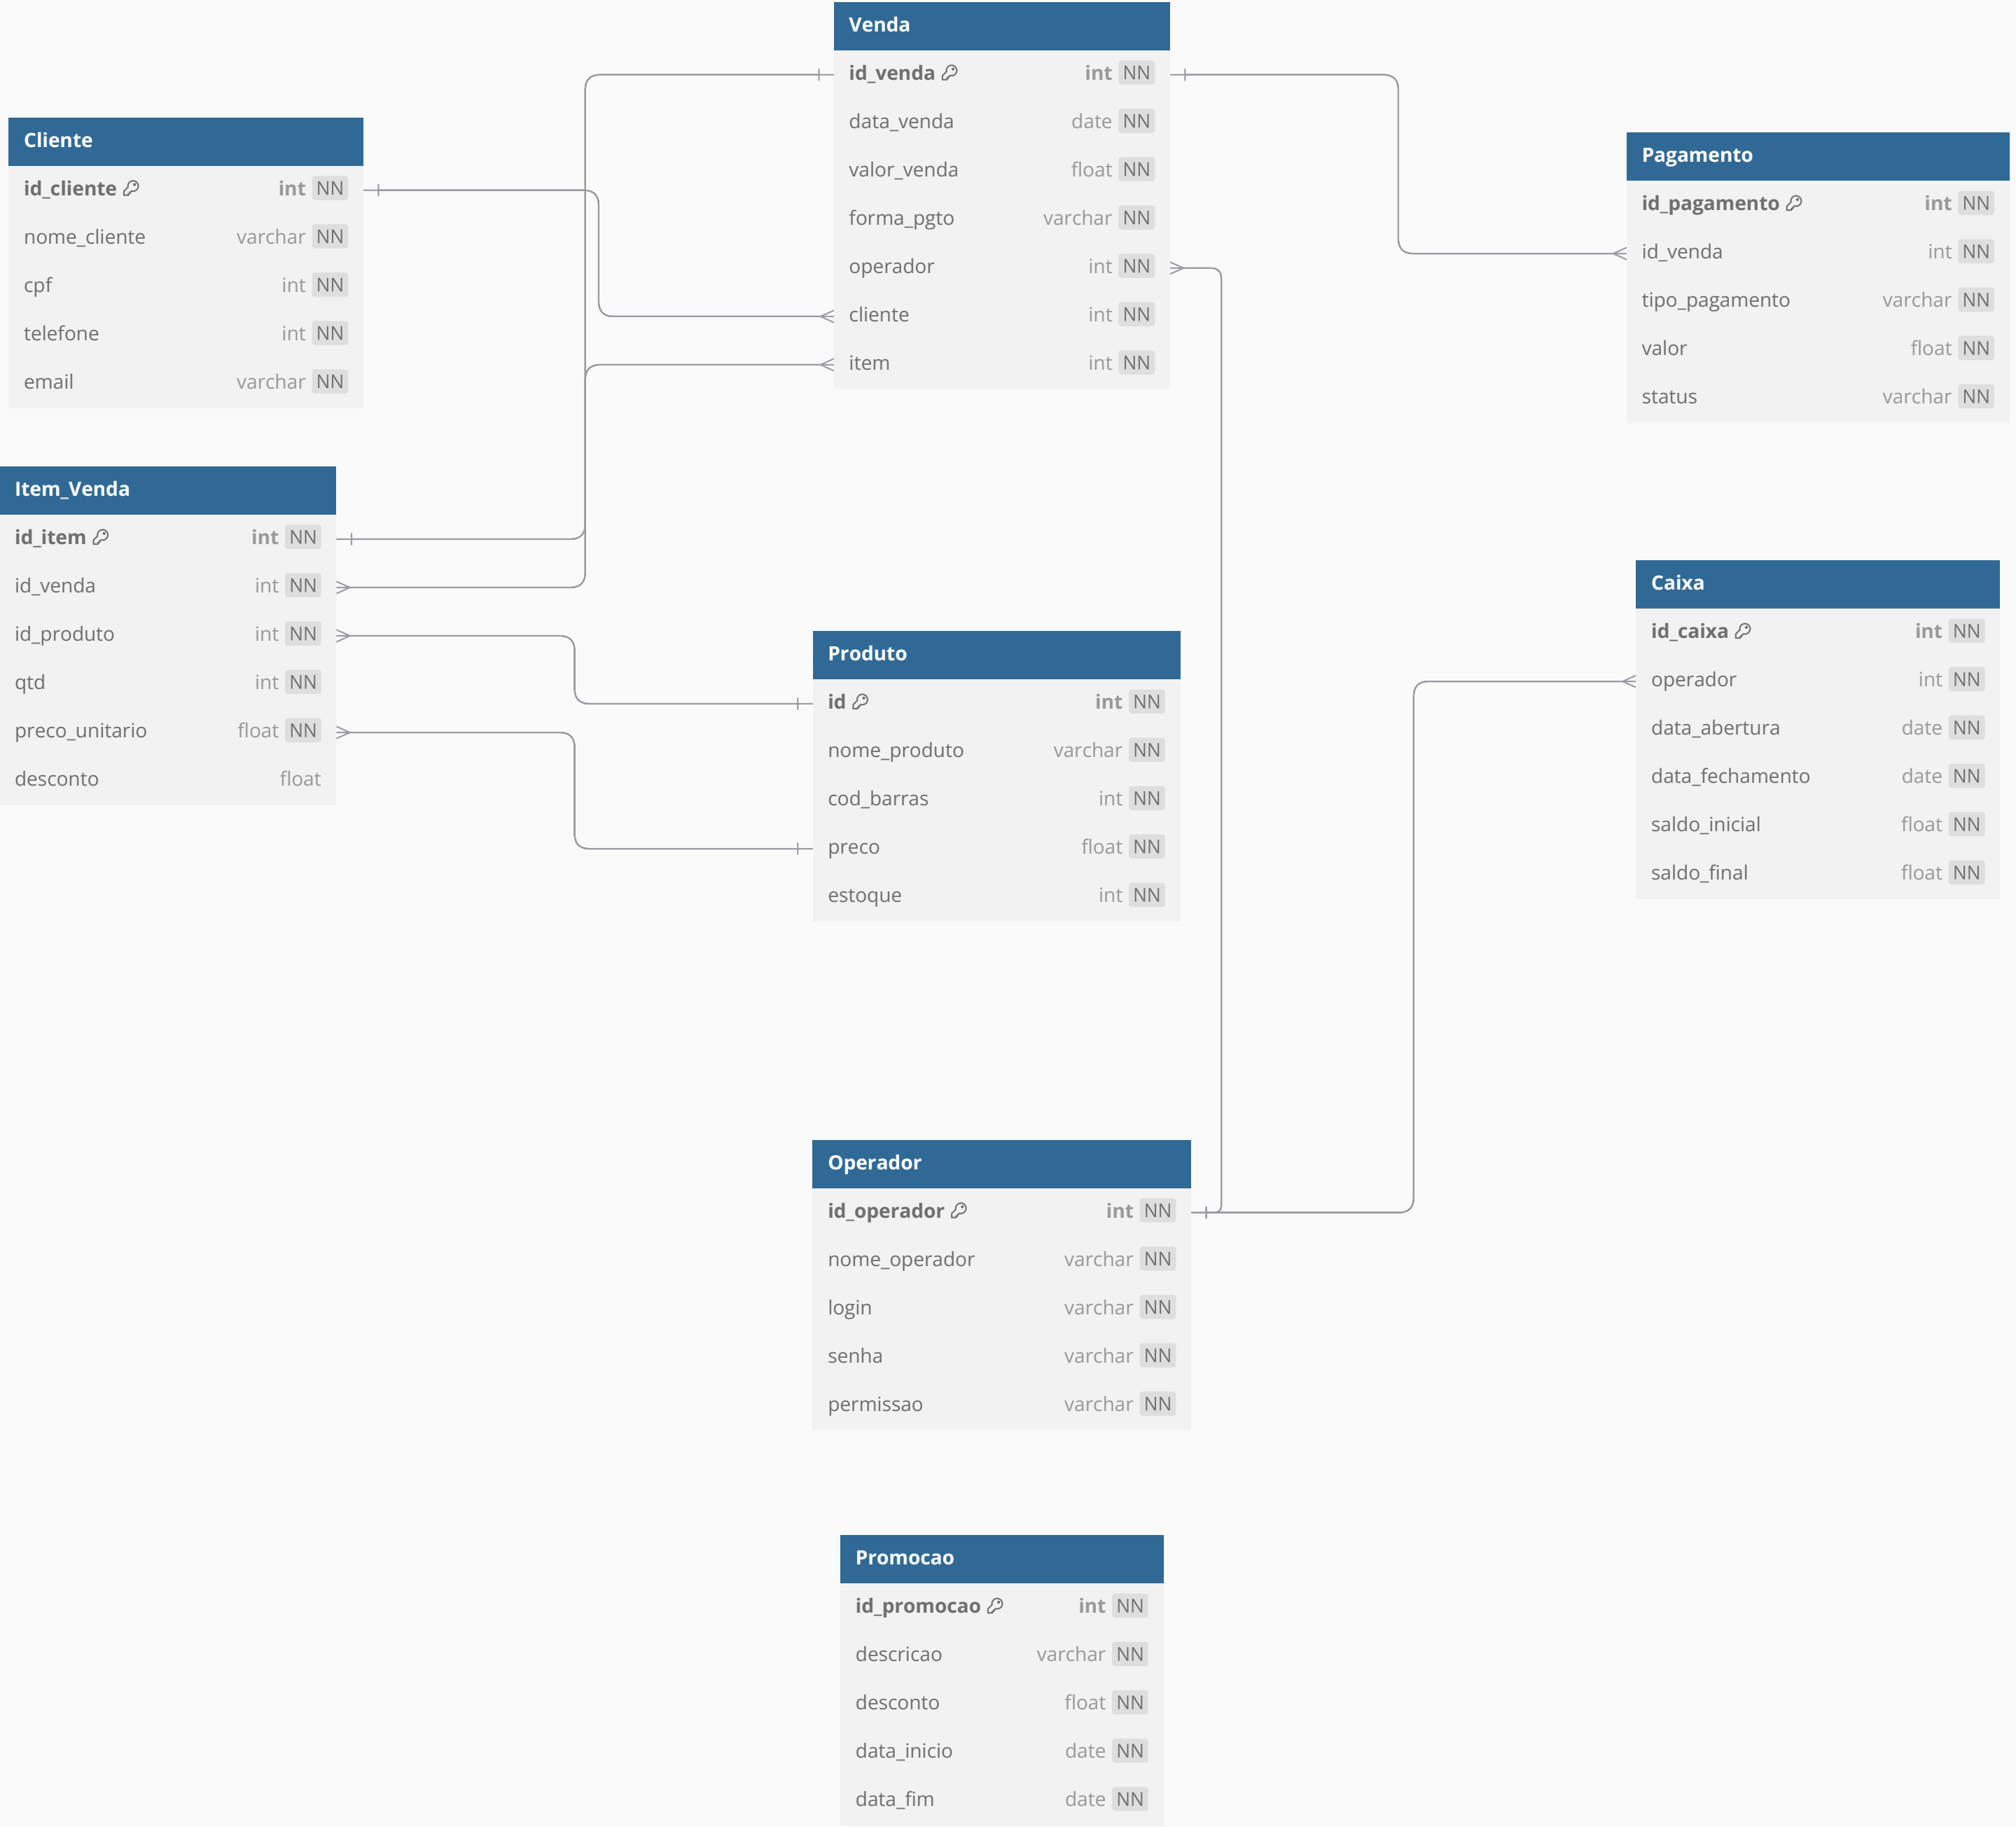 Venda
id_venda int NN
data_venda date NN
valor_venda float NN
forma_pgto varchar NN
operador int NN
cliente int NN
item int NN
Cliente
id_cliente int NN
nome_cliente varchar NN
cpf int NN
telefone int NN
email varchar NN
Pagamento
id_pagamento int NN
id_venda int NN
tipo_pagamento varchar NN
valor float NN
status varchar NN
Item_Venda
id_item int NN
id_venda int NN
id_produto int NN
qtd int NN
preco_unitario float NN
desconto float
Produto
id int NN
nome_produto varchar NN
cod_barras int NN
preco float NN
estoque int NN
Caixa
id_caixa int NN
operador int NN
data_abertura date NN
data_fechamento date NN
saldo_inicial float NN
saldo_final float NN
Operador
id_operador int NN
nome_operador varchar NN
login varchar NN
senha varchar NN
permissao varchar NN
Promocao
id_promocao int NN
descricao varchar NN
desconto float NN
data_inicio date NN
data_fim date NN